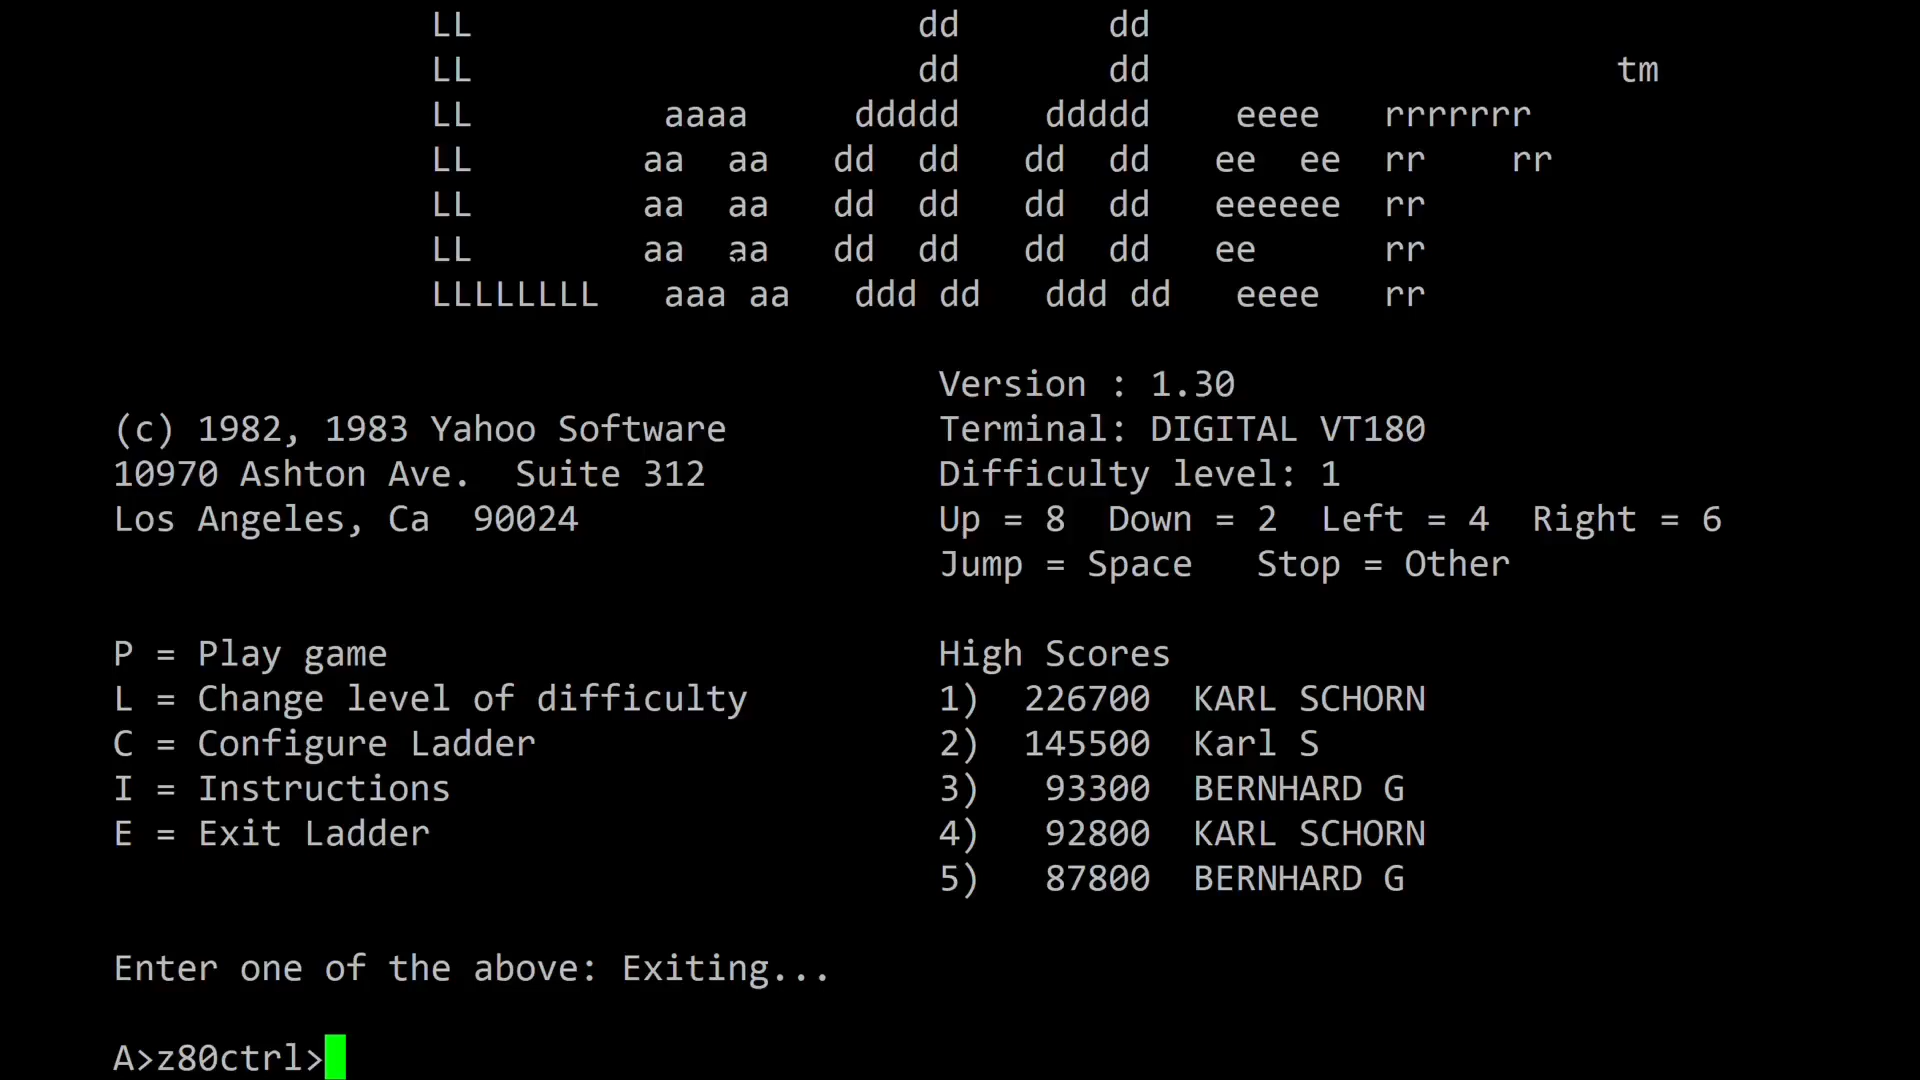 LL                     dd       dd
LL                     dd       dd                      tm
LL         aaaa     ddddd    ddddd    eeee   rrrrrrr
LL        aa  aa   dd  dd   dd  dd   ee  ee  rr    rr
LL        aa  aa   dd  dd   dd  dd   eeeeee  rr
LL        aa  aa   dd  dd   dd  dd   ee      rr
LLLLLLLL   aaa aa   ddd dd   ddd dd   eeee   rr
Version : 1.30
(c) 1982, 1983 Yahoo Software          Terminal: DIGITAL VT180
10970 Ashton Ave.  Suite 312           Difficulty level: 1
Los Angeles, Ca  90024                 Up = 8  Down = 2  Left = 4  Right = 6
Jump = Space   Stop = Other
P = Play game                          High Scores
L = Change level of difficulty         1)  226700  KARL SCHORN
C = Configure Ladder                   2)  145500  Karl S
I = Instructions                       3)   93300  BERNHARD G
E = Exit Ladder                        4)   92800  KARL SCHORN
5)   87800  BERNHARD G
Enter one of the above: Exiting...
A>z80ctrl>